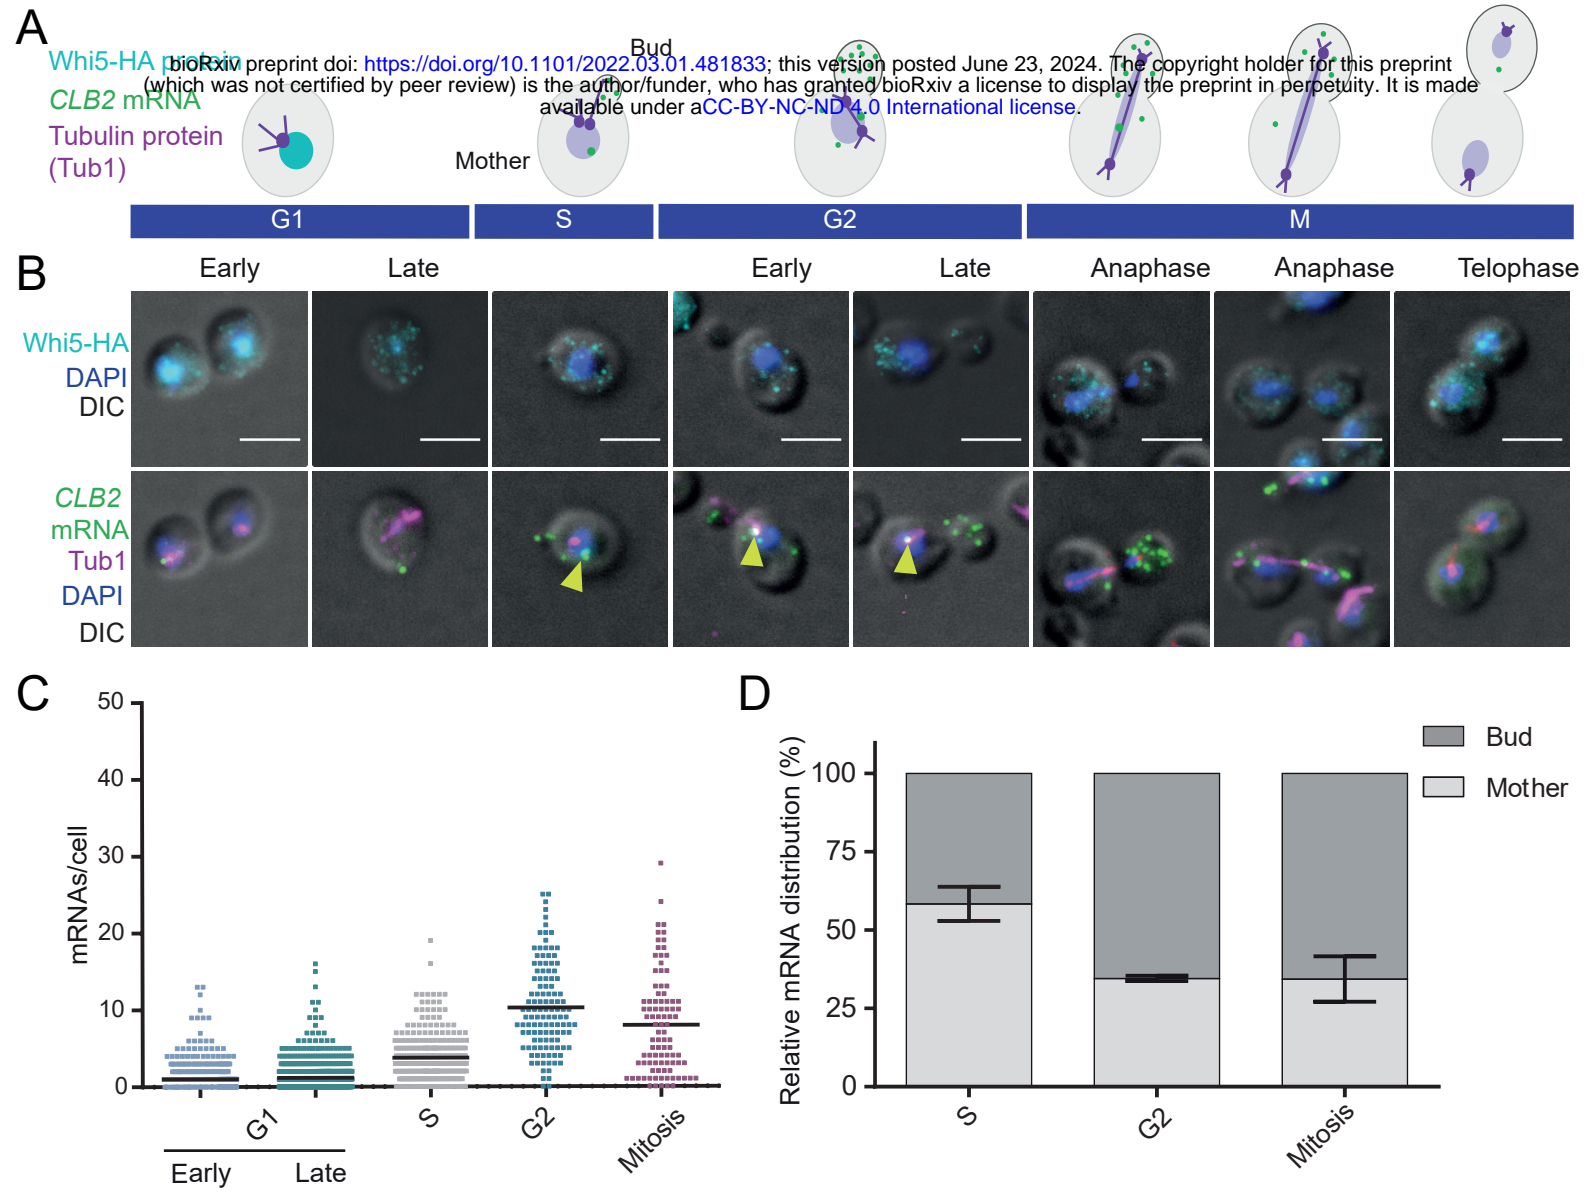 A
Whi5-HA protein
CLB2 mRNA
Tubulin protein
(Tub1)
Bud
Mother
bioRxiv preprint doi: https://doi.org/10.1101/2022.03.01.481833; this version posted June 23, 2024. The copyright holder for this preprint
(which was not certified by peer review) is the author/funder, who has granted bioRxiv a license to display the preprint in perpetuity. It is made
available under aCC-BY-NC-ND 4.0 International license.
G1 S G2 M
B
Early Late Early Late Anaphase Anaphase Telophase
Whi5-HA
DAPI
DIC
CLB2
mRNA
Tub1
DAPI
DIC
C
mRNAs/cell
50
40
30
20
10
0
G1 S G2 Mitosis
Early Late
D
Relative mRNA distribution (%)
100
75
50
25
0
S G2 Mitosis
Bud
Mother